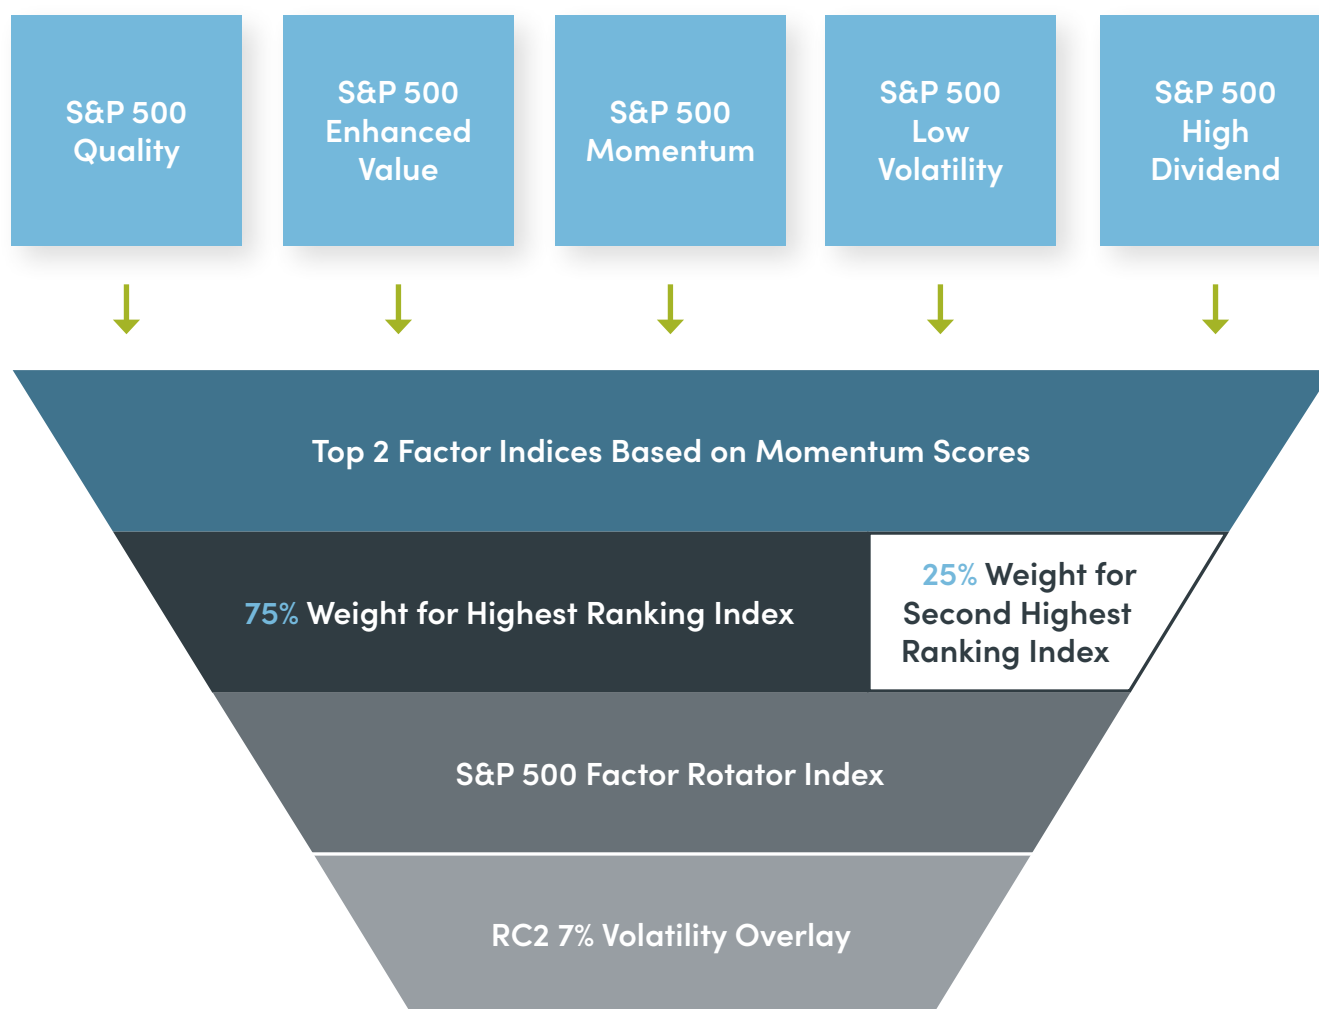 S&P 500
Quality
S&P 500
Enhanced
Value
S&P 500
Momentum
S&P 500
Low
Volatility
S&P 500
High
Dividend
Top 2 Factor Indices Based on Momentum Scores
75% Weight for Highest Ranking Index
25% Weight for
Second Highest
Ranking Index
S&P 500 Factor Rotator Index
RC2 7% Volatility Overlay